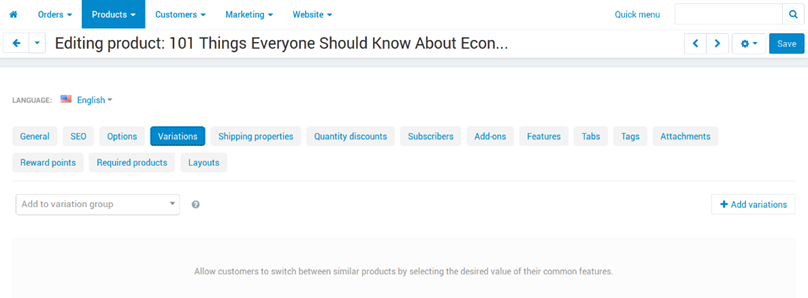 Orders Products Customers Marketing Website Quick menu
Editing product: 101 Things Everyone Should Know About Econ... Save
LANGUAGE: English
General SEO Options Variations Shipping properties Quantity discounts Subscribers Add-ons Features Tabs Tags Attachments
Reward points Required products Layouts
Add to variation group ? + Add variations
Allow customers to switch between similar products by selecting the desired value of their common features.